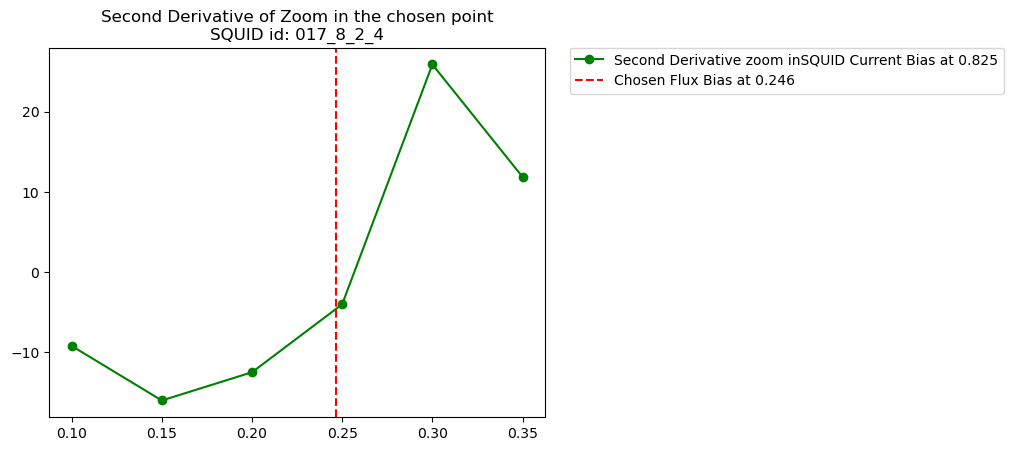 Second Derivative of Zoom in the chosen point
SQUID id: 017_8_2_4
Second Derivative zoom inSQUID Current Bias at 0.825
Chosen Flux Bias at 0.246
20
10
0
−10
0.10 0.15 0.20 0.25 0.30 0.35